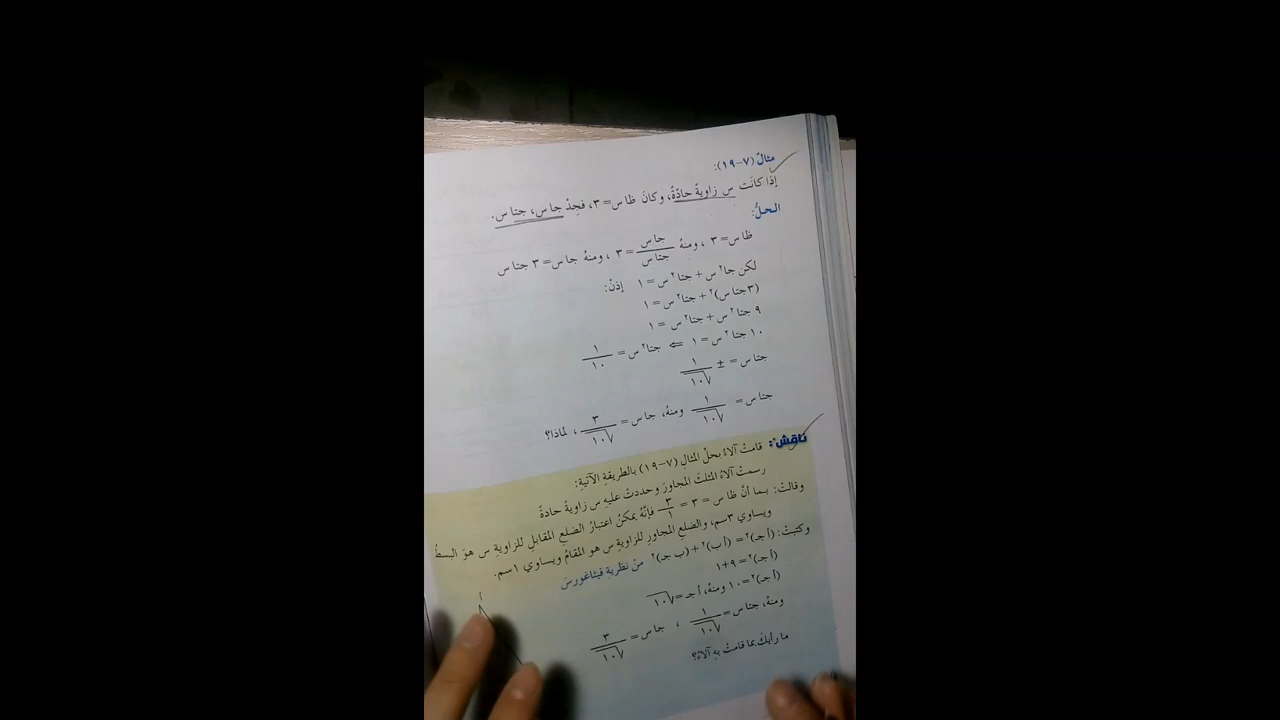 مثال (٧-١٩):
إذا كانَت س زاويةً حادّةً، وكانَ ظا س = ٣، فجِدْ جا س، جتا س.
الحلُّ:
ظا س = ٣ ، ومنهُ جا س / جتا س = ٣ ، ومنهُ جا س = ٣ جتا س
لكن جا٢ س + جتا٢ س = ١ إذنْ:
(٣ جتا س)٢ + جتا٢ س = ١
٩ جتا٢ س + جتا٢ س = ١
١٠ جتا٢ س = ١ ⇐ جتا٢ س = ١ / ١٠
جتا س = ± ١ / √١٠
جتا س = ١ / √١٠ ومنهُ، جا س = ٣ / √١٠ ، لماذا؟
ناقِشْ: قامتْ آلاءُ بحلِّ المثالِ (٧-١٩) بالطريقةِ الآتيةِ:
رسمتْ آلاءُ المثلثَ المجاورَ وحددتْ عليهِ س زاويةً حادةً
وقالتْ: بما أنَّ ظا س = ٣ = ٣ / ١ فإنَّهُ يمكنُ اعتبارُ الضلعِ المقابلِ للزاويةِ س هوَ البسطُ
ويساوي ٣سم، والضلعِ المجاورِ للزاويةِ س هو المقامُ ويساوي ١سم.
وكتبتْ: (أ جـ)٢ = (أ ب)٢ + (ب جـ)٢ منْ نظريةِ فيثاغورسَ
(أ جـ)٢ = ٩ + ١
(أ جـ)٢ = ١٠ ومنهُ، أ جـ = √١٠
ومنهُ، جتا س = ١ / √١٠ ، جا س = ٣ / √١٠
ما رأيكَ بما قامتْ بهِ آلاءُ؟
أ